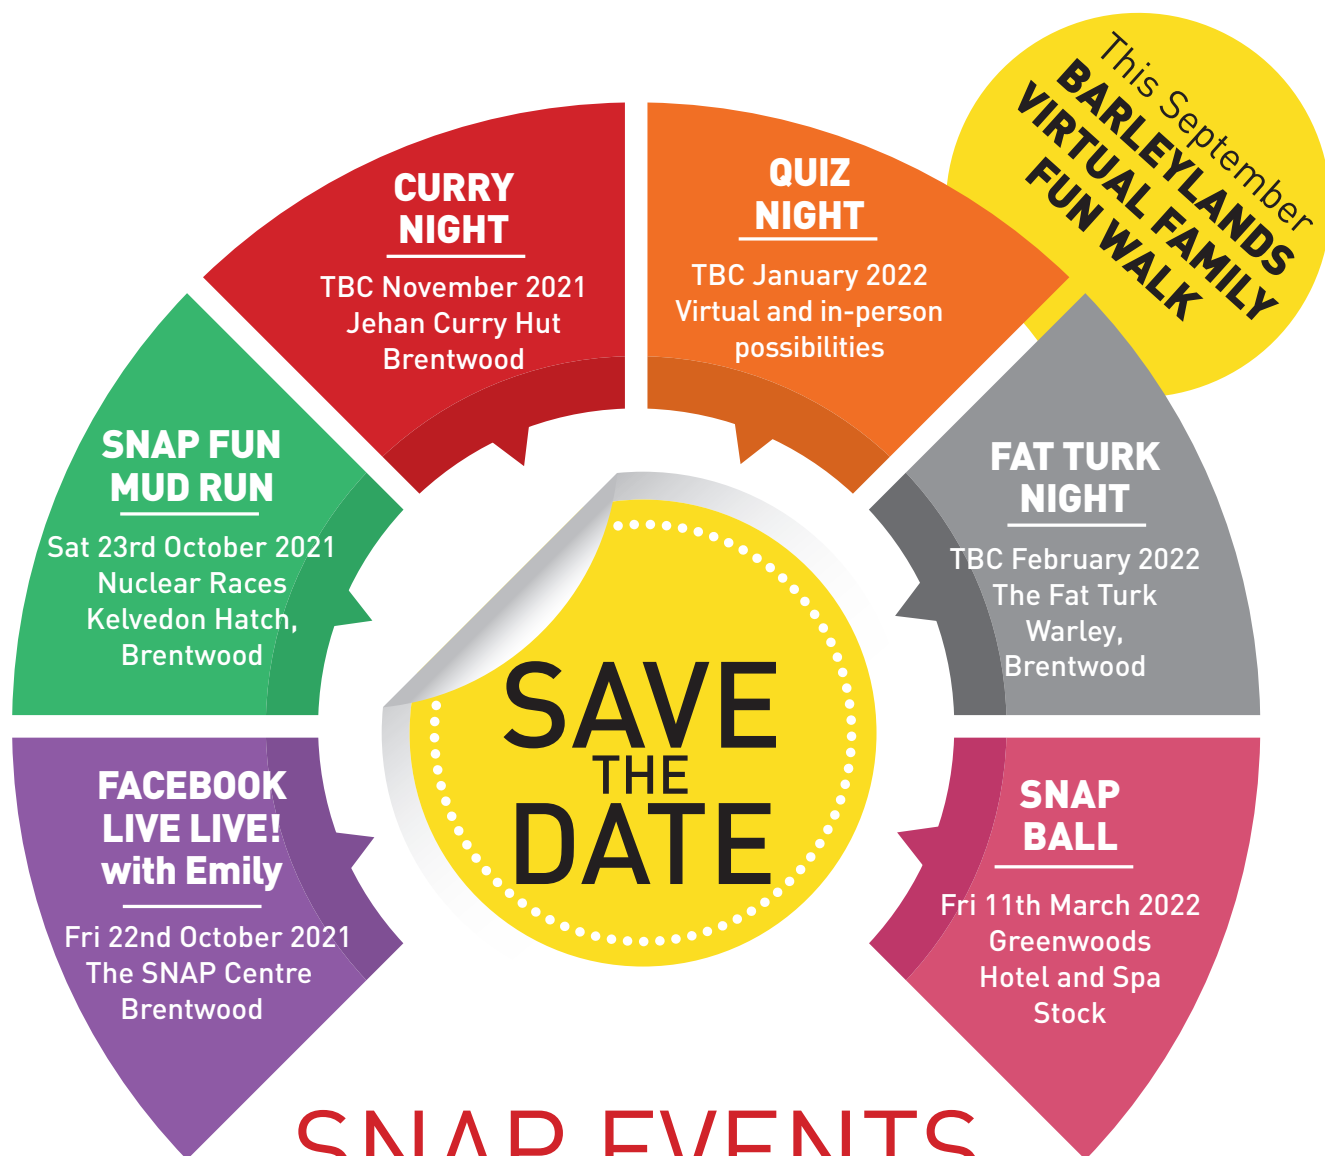 This September
BARLEYLANDS
VIRTUAL FAMILY
FUN WALK
CURRY
NIGHT
TBC November 2021
Jehan Curry Hut
Brentwood
QUIZ
NIGHT
TBC January 2022
Virtual and in-person
possibilities
SNAP FUN
MUD RUN
Sat 23rd October 2021
Nuclear Races
Kelvedon Hatch,
Brentwood
FAT TURK
NIGHT
TBC February 2022
The Fat Turk
Warley,
Brentwood
SAVE
THE
DATE
FACEBOOK
LIVE LIVE!
with Emily
Fri 22nd October 2021
The SNAP Centre
Brentwood
SNAP
BALL
Fri 11th March 2022
Greenwoods
Hotel and Spa
Stock
SNAP EVENTS